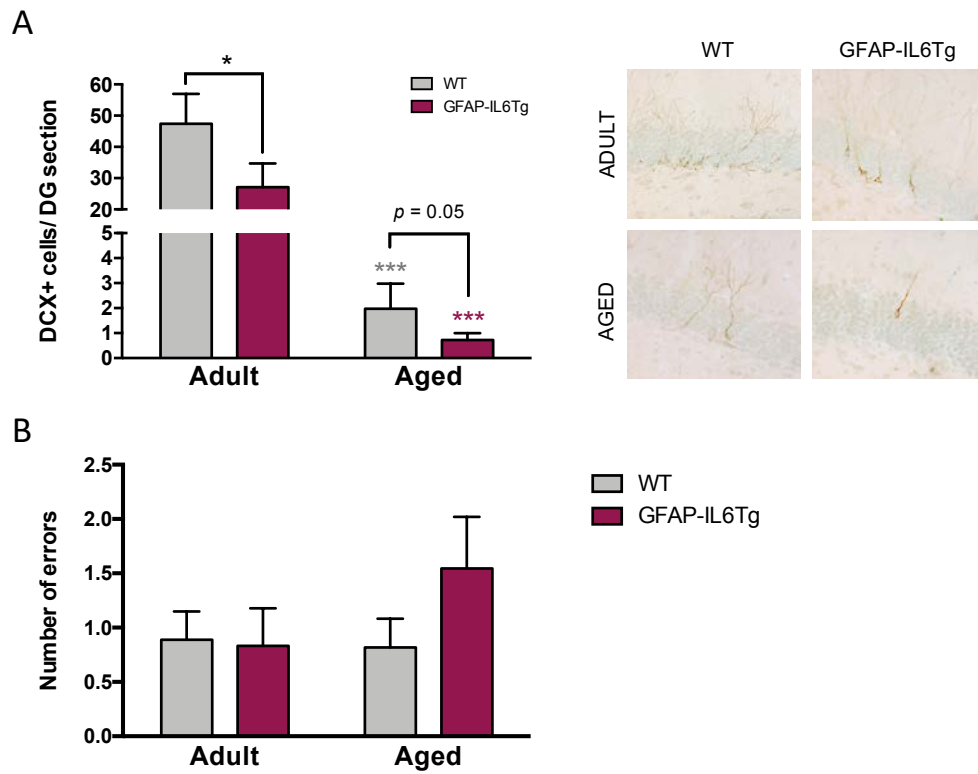 A
DCX+ cells/ DG section
60
50
40
30
20
5
4
3
2
1
0
*
WT
GFAP-IL6Tg
p = 0.05
***
***
Adult
Aged
WT
GFAP-IL6Tg
ADULT
AGED
B
Number of errors
2.5
2.0
1.5
1.0
0.5
0.0
Adult
Aged
WT
GFAP-IL6Tg